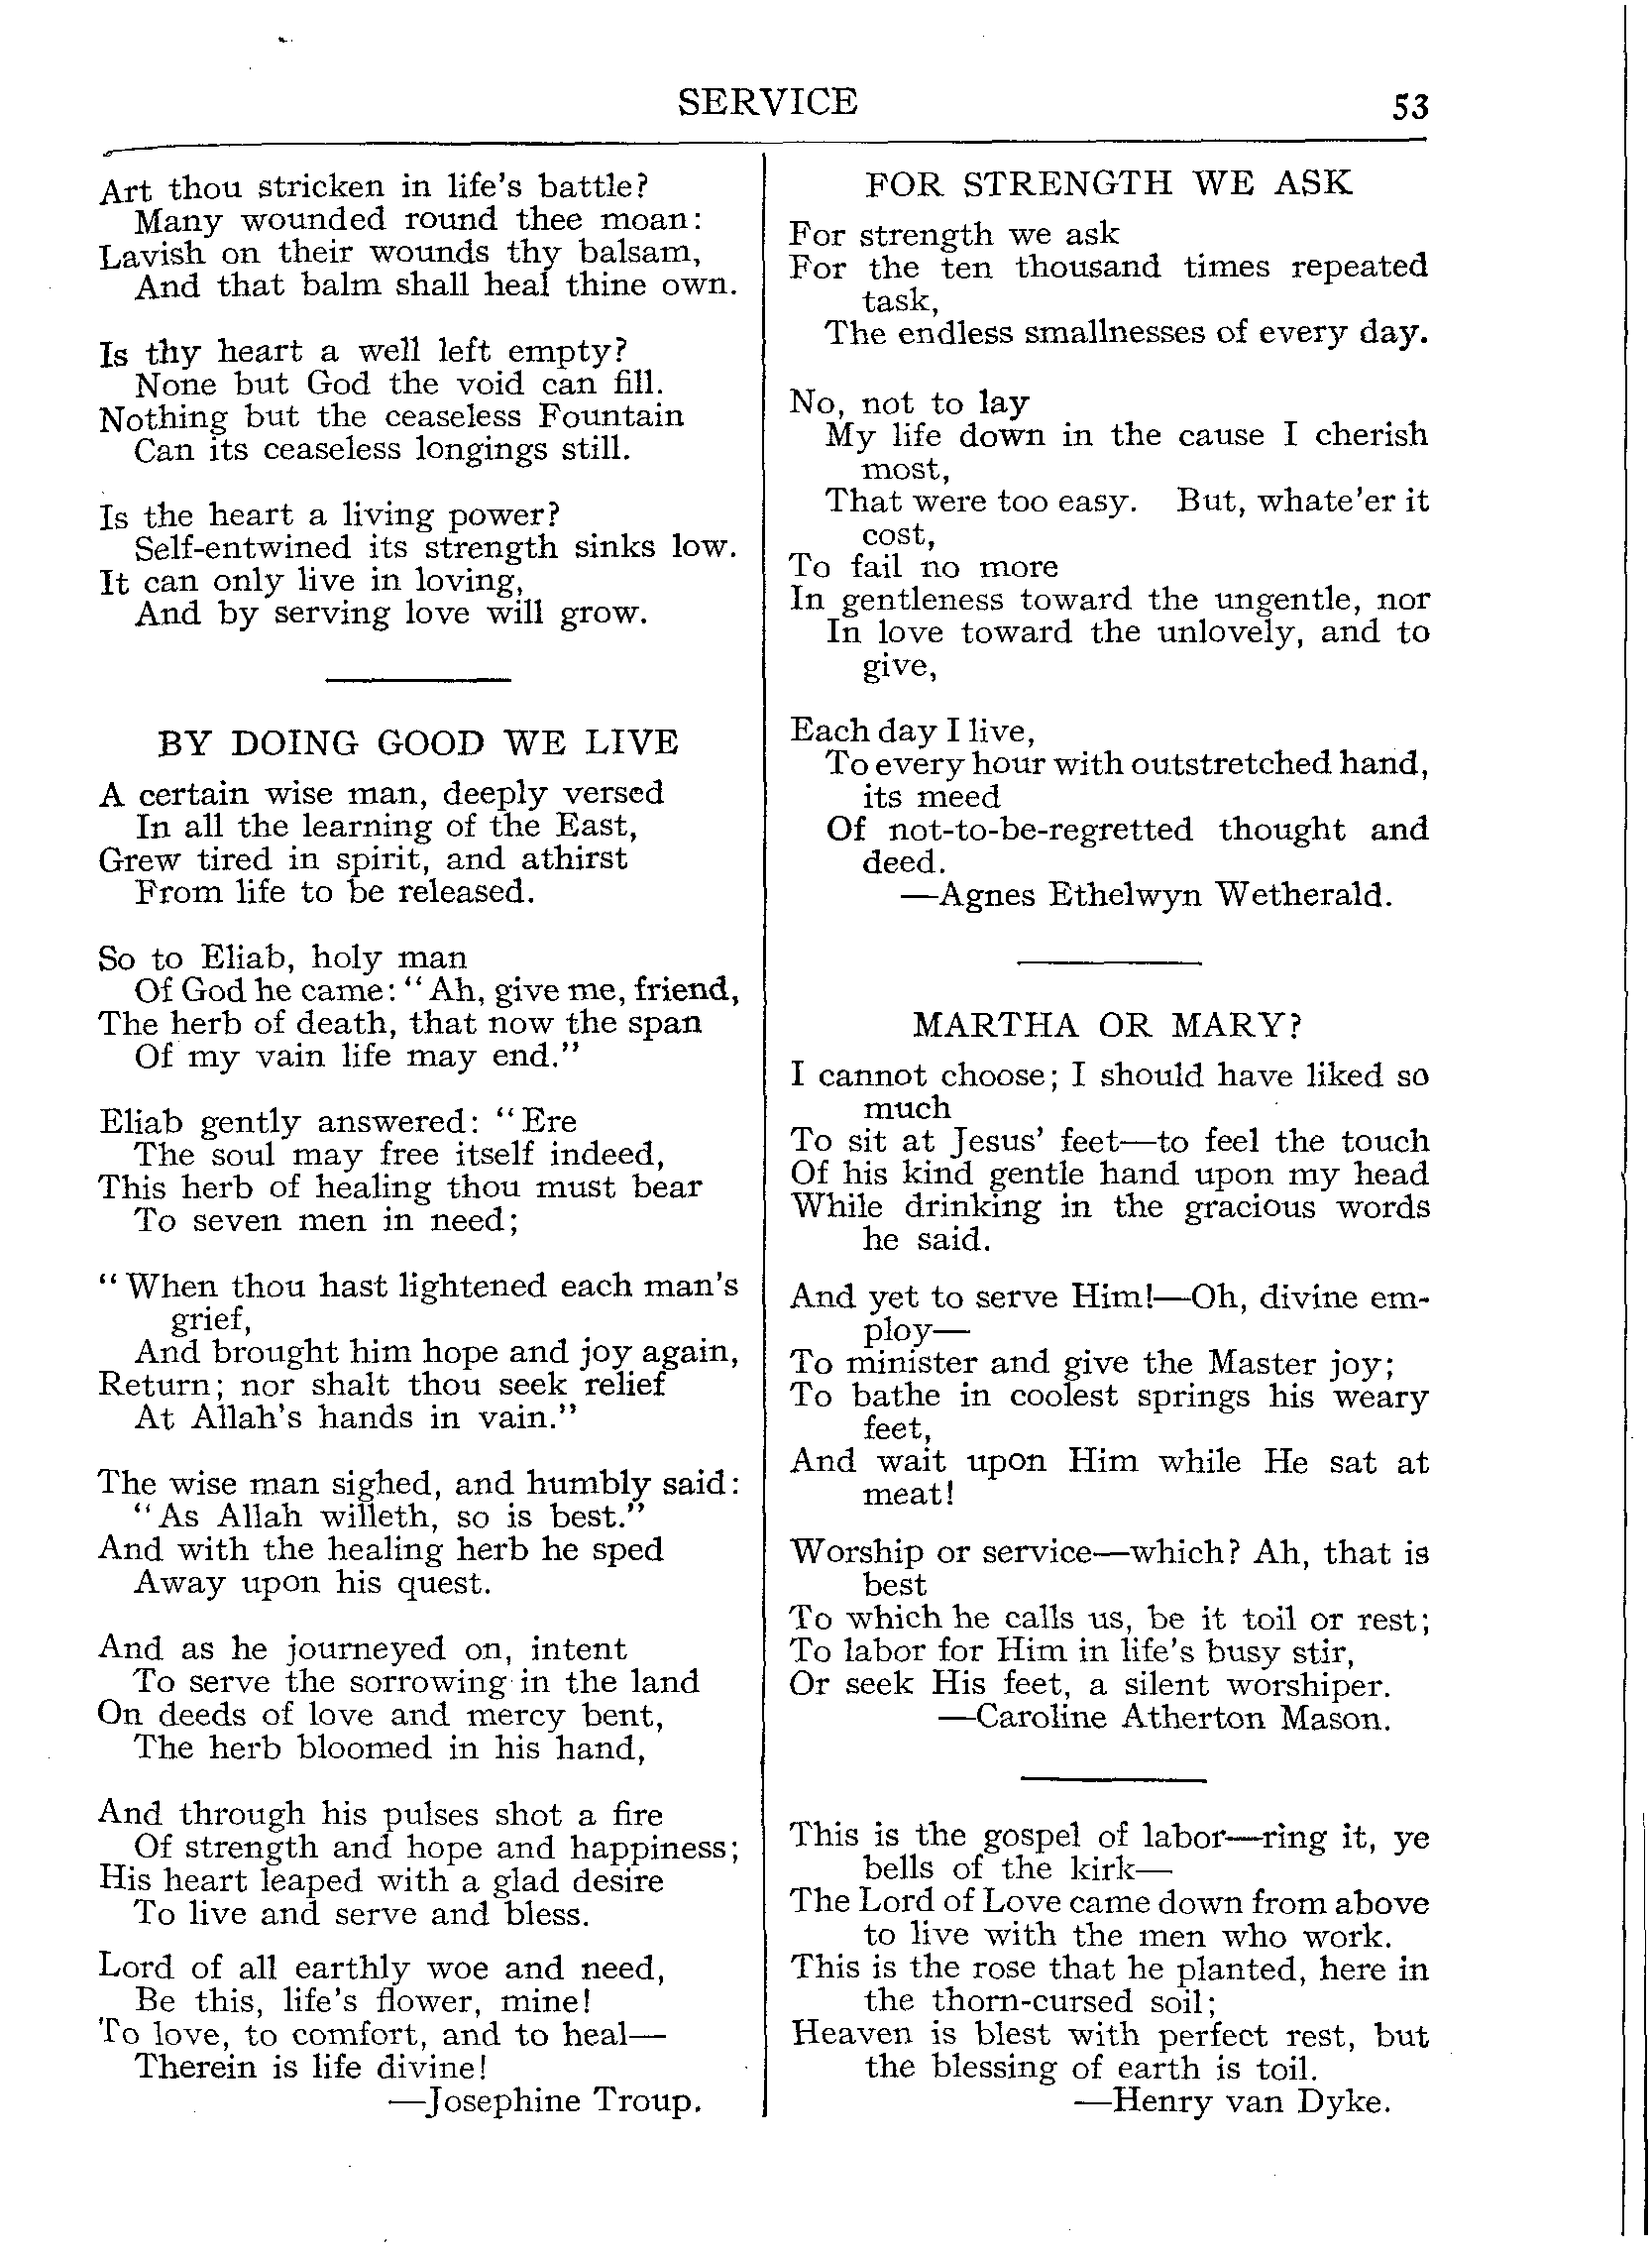 SERVICE
53
Art thou stricken in life's battle?
Many wounded round thee moan:
Lavish on their wounds thy balsam,
And that balm shall heal thine own.
Is thy heart a well left empty?
None but God the void can fill.
Nothing but the ceaseless Fountain
Can its ceaseless longings still.
Is the heart a living power?
Self-entwined its strength sinks low.
It can only live in loving,
And by serving love will grow.
BY DOING GOOD WE LIVE
A certain wise man, deeply versed
In all the learning of the East,
Grew tired in spirit, and athirst
From life to be released.
So to Eliab, holy man
Of God he came: "Ah, give me, friend,
The herb of death, that now the span
Of my vain life may end."
Eliab gently answered: "Ere
The soul may free itself indeed,
This herb of healing thou must bear
To seven men in need;
"When thou hast lightened each man's
grief,
And brought him hope and joy again,
Return; nor shalt thou seek relief
At Allah's hands in vain."
The wise man sighed, and humbly said:
"As Allah willeth, so is best."
And with the healing herb he sped
Away upon his quest.
And as he journeyed on, intent
To serve the sorrowing in the land
On deeds of love and mercy bent,
The herb bloomed in his hand,
And through his pulses shot a fire
Of strength and hope and happiness;
His heart leaped with a glad desire
To live and serve and bless.
Lord of all earthly woe and need,
Be this, life's flower, mine!
To love, to comfort, and to heal—
Therein is life divine!
—Josephine Troup.
FOR STRENGTH WE ASK
For strength we ask
For the ten thousand times repeated
task,
The endless smallnesses of every day.
No, not to lay
My life down in the cause I cherish
most,
That were too easy. But, whate'er it
cost,
To fail no more
In gentleness toward the ungentle, nor
In love toward the unlovely, and to
give,
Each day I live,
To every hour with outstretched hand,
its meed
Of not-to-be-regretted thought and
deed.
—Agnes Ethelwyn Wetherald.
MARTHA OR MARY?
I cannot choose; I should have liked so
much
To sit at Jesus' feet—to feel the touch
Of his kind gentle hand upon my head
While drinking in the gracious words
he said.
And yet to serve Him!—Oh, divine em-
ploy—
To minister and give the Master joy;
To bathe in coolest springs his weary
feet,
And wait upon Him while He sat at
meat!
Worship or service—which? Ah, that is
best
To which he calls us, be it toil or rest;
To labor for Him in life's busy stir,
Or seek His feet, a silent worshiper.
—Caroline Atherton Mason.
This is the gospel of labor—ring it, ye
bells of the kirk—
The Lord of Love came down from above
to live with the men who work.
This is the rose that he planted, here in
the thorn-cursed soil;
Heaven is blest with perfect rest, but
the blessing of earth is toil.
—Henry van Dyke.